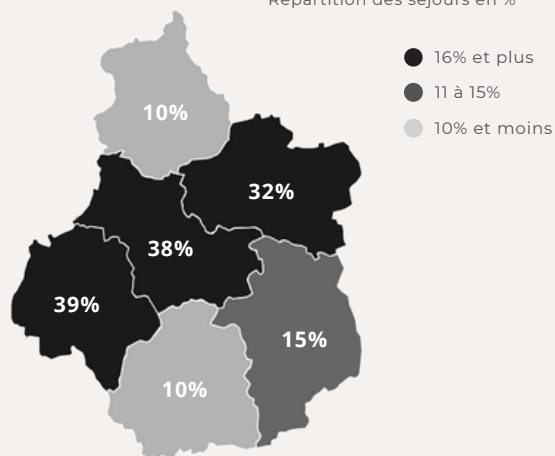 Répartition des séjours en %
16% et plus
11 à 15%
10% et moins
10%
32%
38%
39%
15%
10%